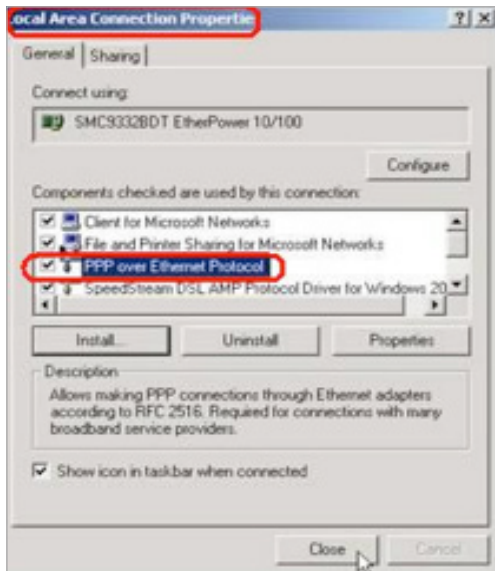 ocal Area Connection Propertie
General
Sharing
Connect using:
SMC9332BDT EtherPower 10/100
Configure
Components checked are used by this connection:
Client for Microsoft Networks
File and Printer Sharing for Microsoft Networks
PPP over Ethernet Protocol
SpeedStream DSL AMP Protocol Driver for Windows 20
Install...
Uninstall
Properties
Description
Allows making PPP connections through Ethernet adapters
according to RFC 2516. Required for connections with many
broadband service providers.
Show icon in taskbar when connected
Close
Cancel